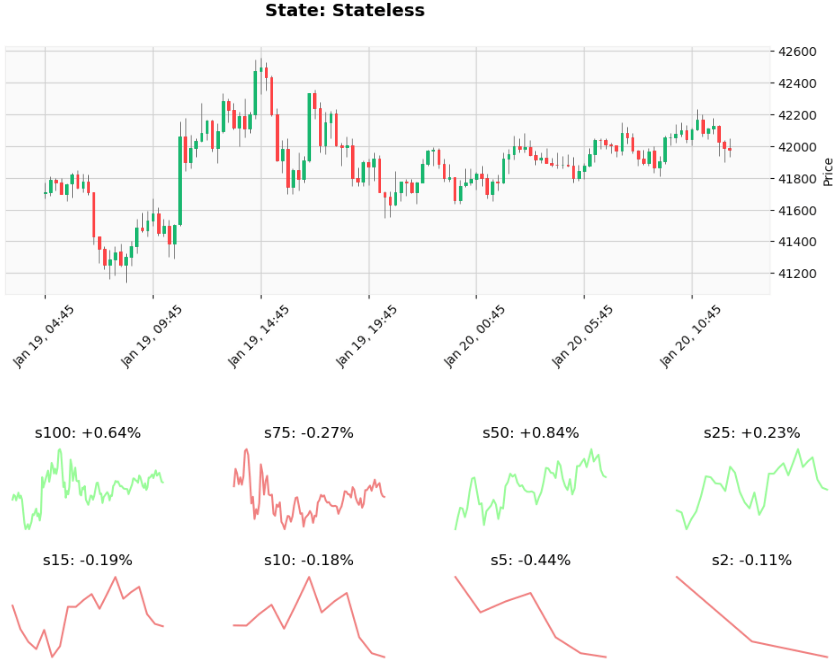 State: Stateless
42600
42400
42200
42000
41800
41600
41400
41200
Price
Jan 19, 04:45
Jan 19, 09:45
Jan 19, 14:45
Jan 19, 19:45
Jan 20, 00:45
Jan 20, 05:45
Jan 20, 10:45
s100: +0.64%
s75: -0.27%
s50: +0.84%
s25: +0.23%
s15: -0.19%
s10: -0.18%
s5: -0.44%
s2: -0.11%